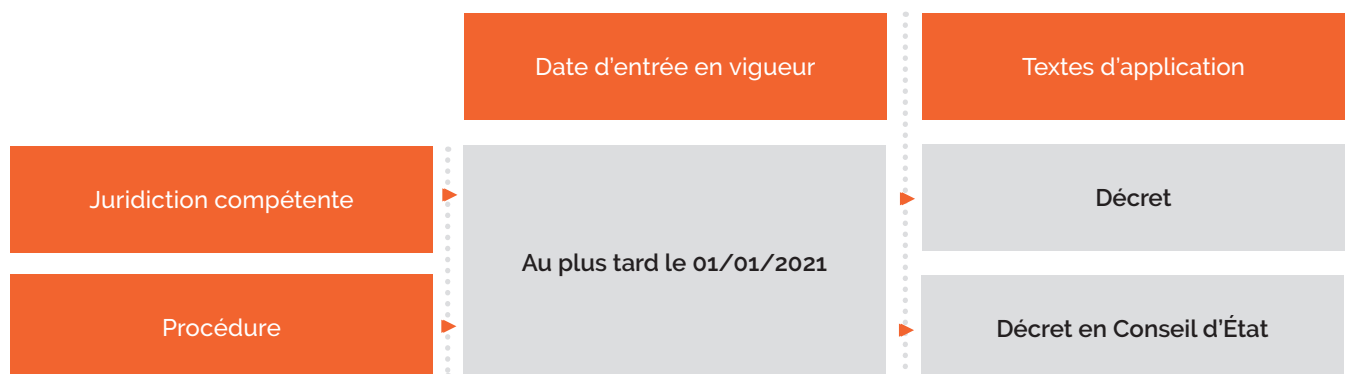 Date d'entrée en vigueur
Textes d'application
Juridiction compétente
Au plus tard le 01/01/2021
Décret
Procédure
Décret en Conseil d'État